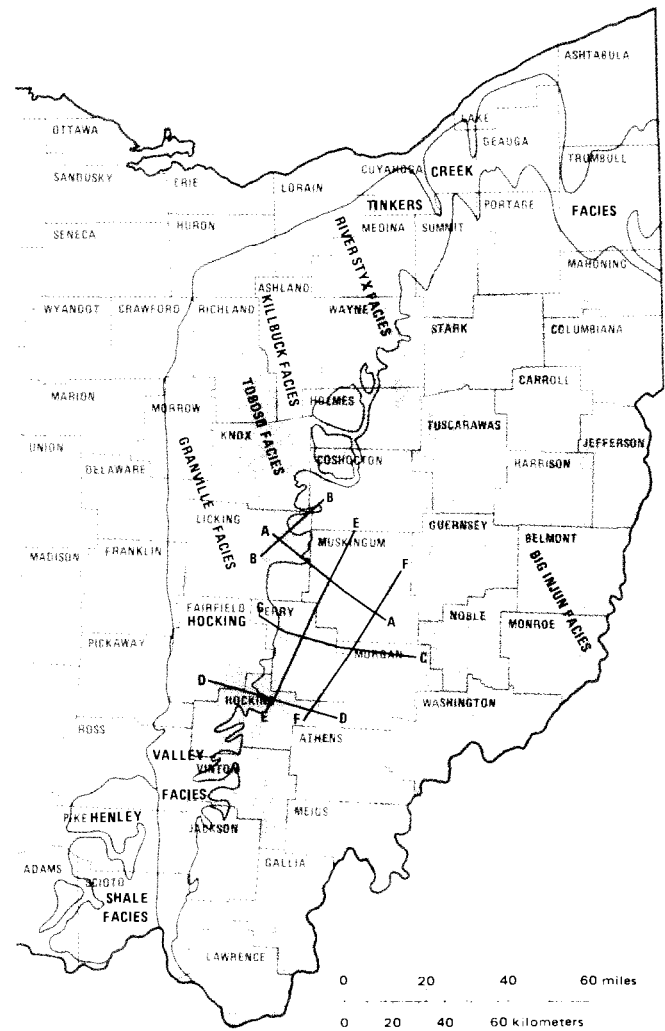 ASHTABULA
LAKE
OTTAWA
GEAUGA
SANDUSKY
ERIE
LORAIN
CUYAHOGA
CREEK
TRUMBULL
TINKERS
PORTAGE
FACIES
SENECA
HURON
MEDINA
SUMMIT
RIVER STYX FACIES
MAHONING
ASHLAND
WYANDOT
CRAWFORD
RICHLAND
KILLBUCK FACIES
WAYNE
STARK
COLUMBIANA
CARROLL
MARION
MORROW
TOBOSO FACIES
HOLMES
TUSCARAWAS
JEFFERSON
UNION
KNOX
GRANVILLE FACIES
COSHOCTON
HARRISON
DELAWARE
B
LICKING
A
E
GUERNSEY
BELMONT
MUSKINGUM
MADISON
FRANKLIN
B
F
BIG INJUN FACIES
FAIRFIELD
C
PERRY
A
NOBLE
MONROE
HOCKING
PICKAWAY
MORGAN
C
D
HOCKING
WASHINGTON
E
F
D
ROSS
ATHENS
VALLEY
VINTON
FACIES
PIKE
HENLEY
MEIGS
JACKSON
ADAMS
SCIOTO
GALLIA
SHALE
FACIES
LAWRENCE
0 20 40 60 miles
0 20 40 60 kilometers